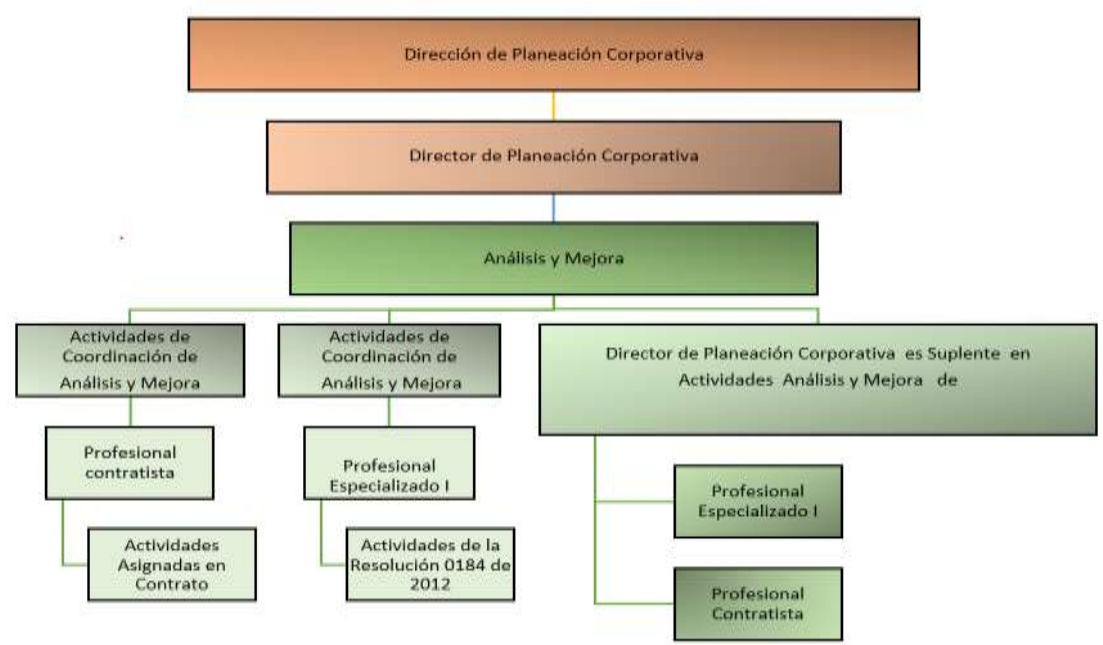 Dirección de Planeación Corporativa
Director de Planeación Corporativa
Análisis y Mejora
Actividades de
Coordinación de
Análisis y Mejora
Profesional
contratista
Actividades
Asignadas en
Contrato
Actividades de
Coordinación de
Análisis y Mejora
Profesional
Especializado I
Actividades de la
Resolución 0184 de
2012
Director de Planeación Corporativa es Suplente en
Actividades Análisis y Mejora de
Profesional
Especializado I
Profesional
Contratista